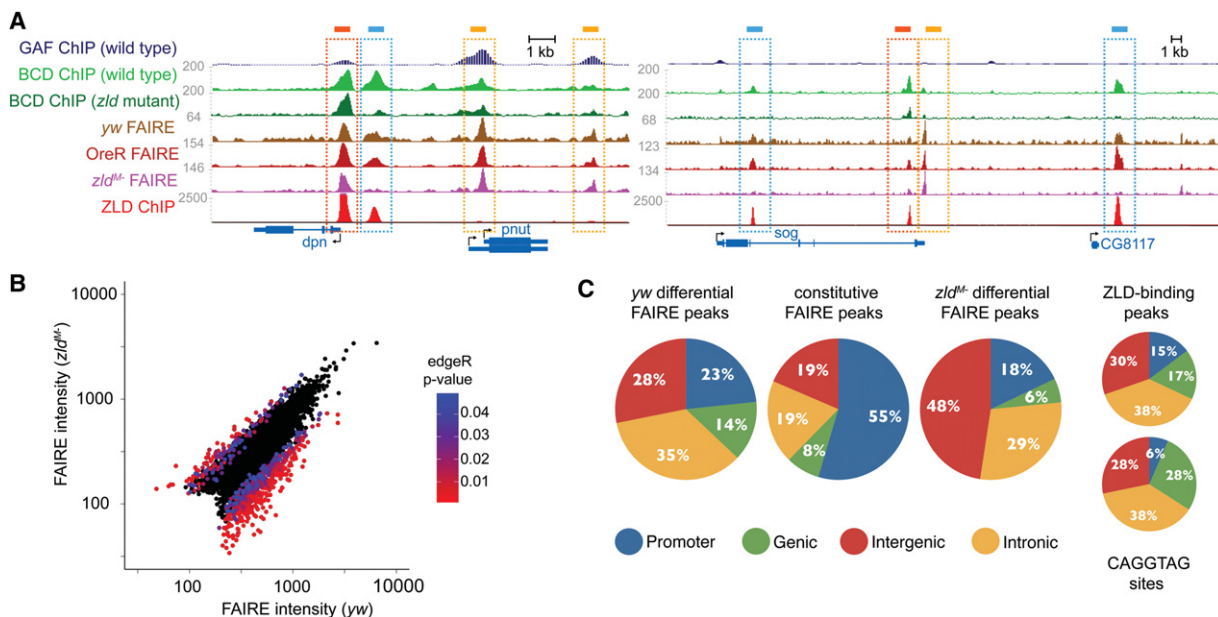 A
GAF ChIP (wild type)
200
BCD ChIP (wild type)
200
BCD ChIP (zld mutant)
64
yw FAIRE
154
OreR FAIRE
146
zldM- FAIRE
2500
ZLD ChIP
1 kb
dpn
pnut
1 kb
200
200
68
123
134
2500
sog
CG8117
B
10000
1000
100
FAIRE intensity (zldM-)
100
1000
10000
FAIRE intensity (yw)
edgeR
p-value
0.04
0.03
0.02
0.01
C
yw differential
FAIRE peaks
28%
23%
14%
35%
constitutive
FAIRE peaks
19%
19%
8%
55%
zldM- differential
FAIRE peaks
48%
18%
6%
29%
ZLD-binding
peaks
30%
15%
17%
38%
28%
6%
28%
38%
CAGGTAG
sites
Promoter
Genic
Intergenic
Intronic